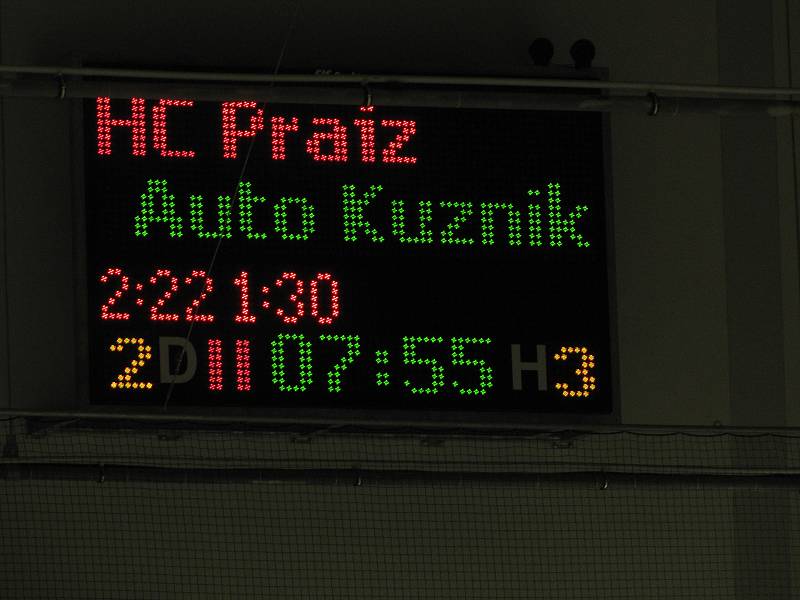 HC Praiz
Auto Kuznik
2:22 1:30
2 D II 07:55 H 3